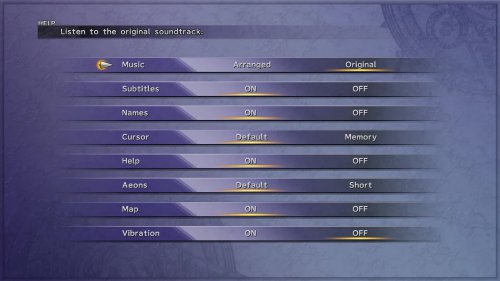 HELP
Listen to the original soundtrack.
Music Arranged Original
Subtitles ON OFF
Names ON OFF
Cursor Default Memory
Help ON OFF
Aeons Default Short
Map ON OFF
Vibration ON OFF